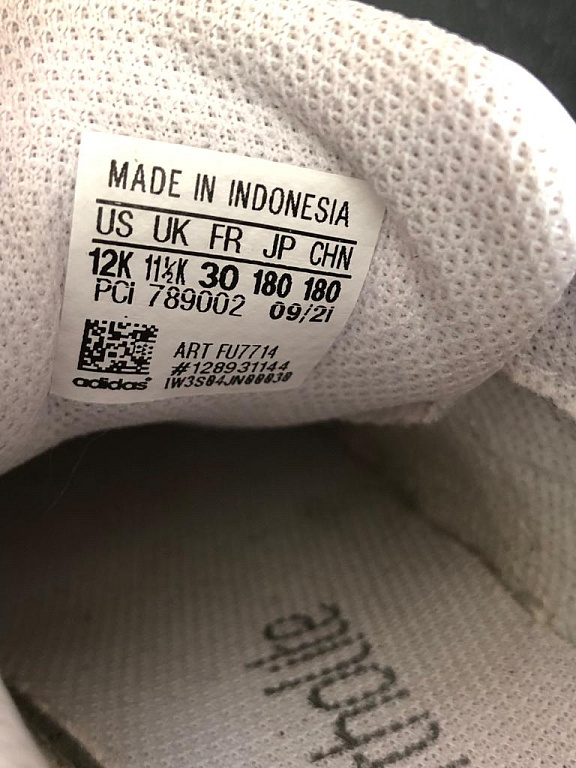 MADE IN INDONESIA
US UK FR JP CHN
12K 11½K 30 180 180
PCI 789002 09/21
ART FU7714
#128931144
adidas